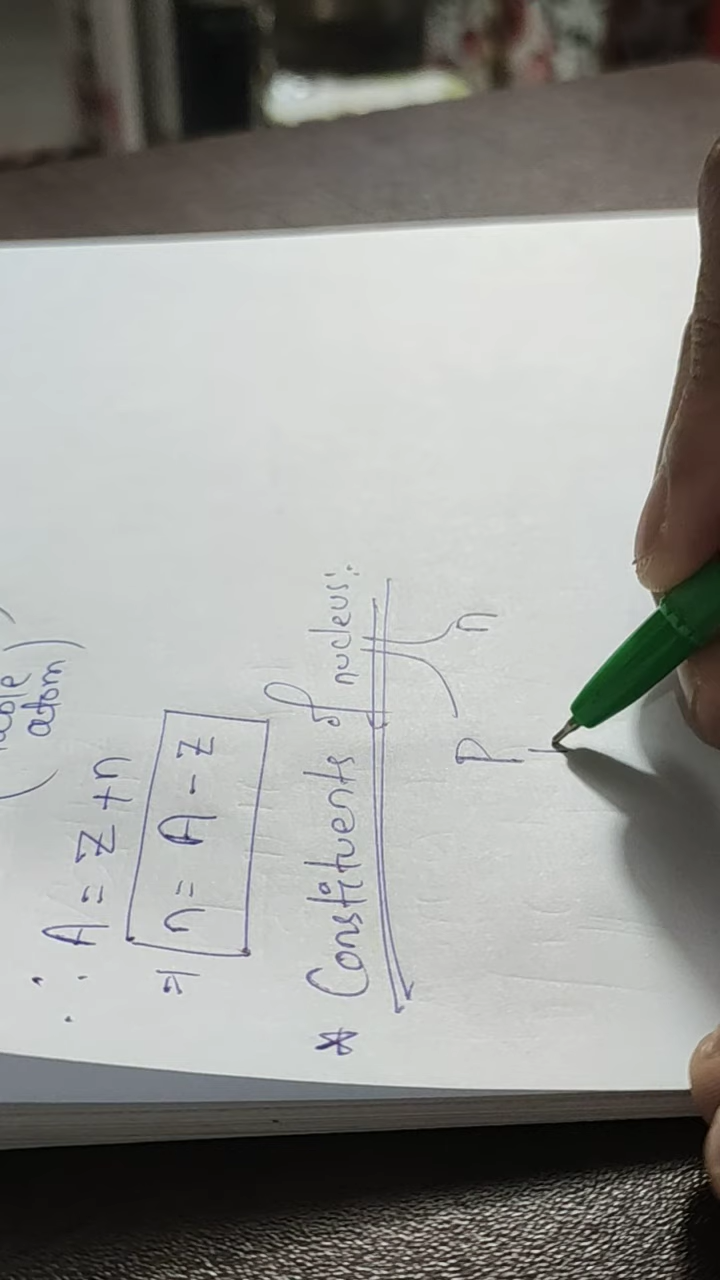 atom)
∴ A = Z + n
⇒ n = A - Z
* Constituents of nucleus:
P n